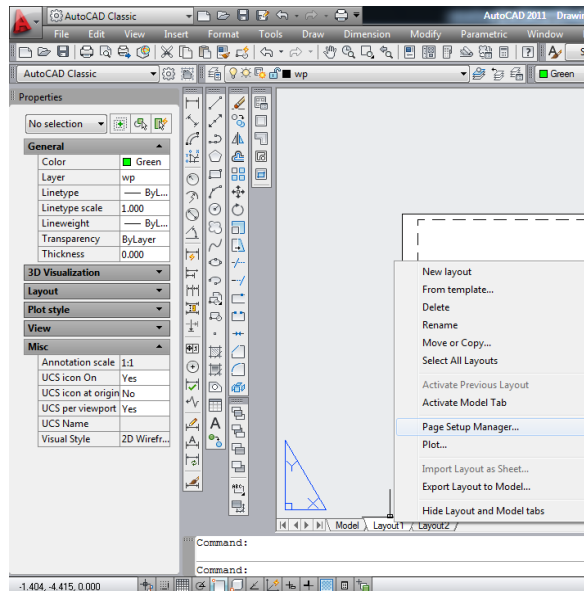 AutoCAD Classic
AutoCAD 2011 Drawin
File Edit View Insert Format Tools Draw Dimension Modify Parametric Window
AutoCAD Classic
wp
Green
Properties
No selection
General
Color Green
Layer wp
Linetype ByL...
Linetype scale 1.000
Lineweight ByL...
Transparency ByLayer
Thickness 0.000
3D Visualization
Layout
Plot style
View
Misc
Annotation scale 1:1
UCS icon On Yes
UCS icon at origin No
UCS per viewport Yes
UCS Name
Visual Style 2D Wirefr...
New layout
From template...
Delete
Rename
Move or Copy...
Select All Layouts
Activate Previous Layout
Activate Model Tab
Page Setup Manager...
Plot...
Import Layout as Sheet...
Export Layout to Model...
Hide Layout and Model tabs
Y
X
Model Layout1 Layout2
Command:
Command:
-1.404, -4.415, 0.000